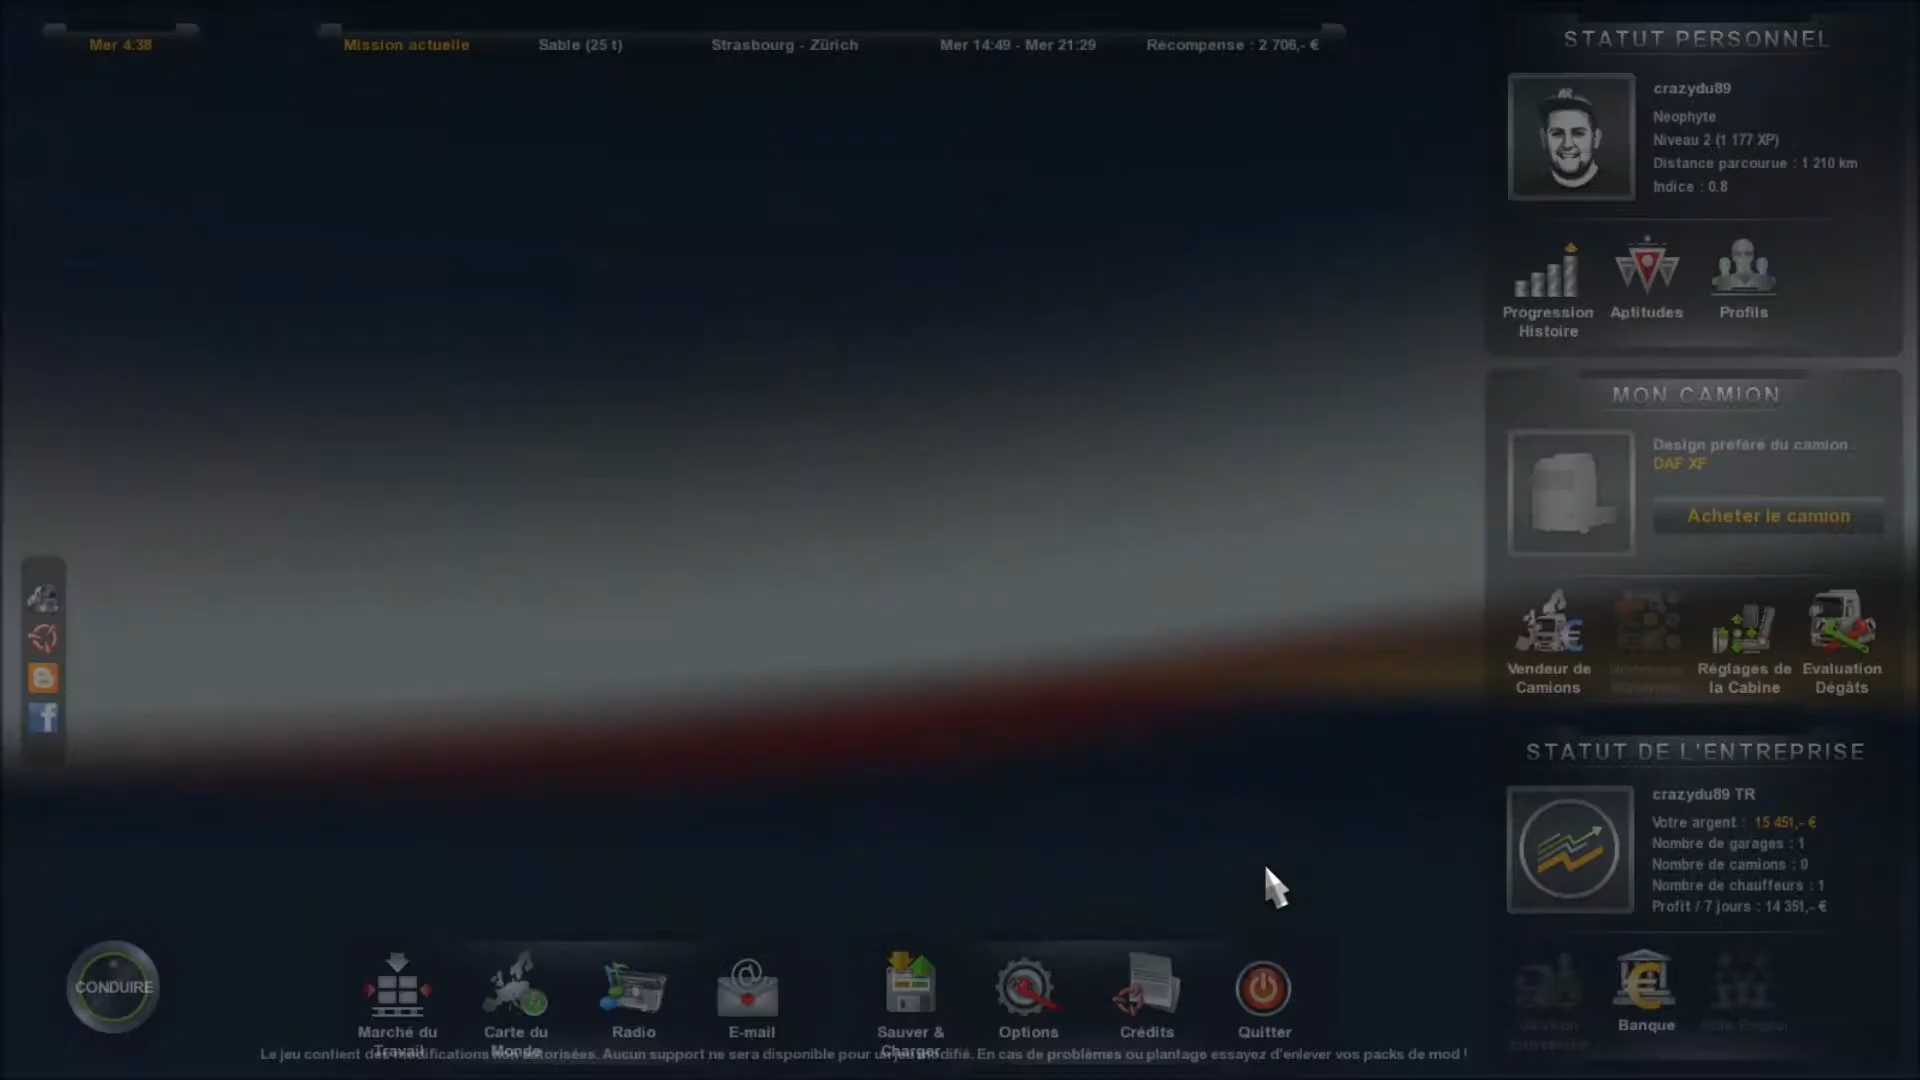 Mer 4:38
Mission actuelle
Sable (25 t)
Strasbourg - Zürich
Mer 14:49 - Mer 21:29
Récompense : 2 706,- €
STATUT PERSONNEL
crazydu89
Neophyte
Niveau 2 (1 177 XP)
Distance parcourue : 1 210 km
Indice : 0.8
Progression
Histoire
Aptitudes
Profils
MON CAMION
Design préféré du camion
DAF XF
Acheter le camion
Vendeur de
Camions
Réglages de
la Cabine
Evaluation
Dégâts
STATUT DE L'ENTREPRISE
crazydu89 TR
Votre argent : 15 451,- €
Nombre de garages : 1
Nombre de camions : 0
Nombre de chauffeurs : 1
Profit / 7 jours : 14 351,- €
Banque
CONDUIRE
Marché du
Travail
Carte du
Monde
Radio
E-mail
Sauver &
Charger
Options
Crédits
Quitter
Le jeu contient des modifications non autorisées. Aucun support ne sera disponible pour un jeu modifié. En cas de problèmes ou plantage essayez d'enlever vos packs de mod !